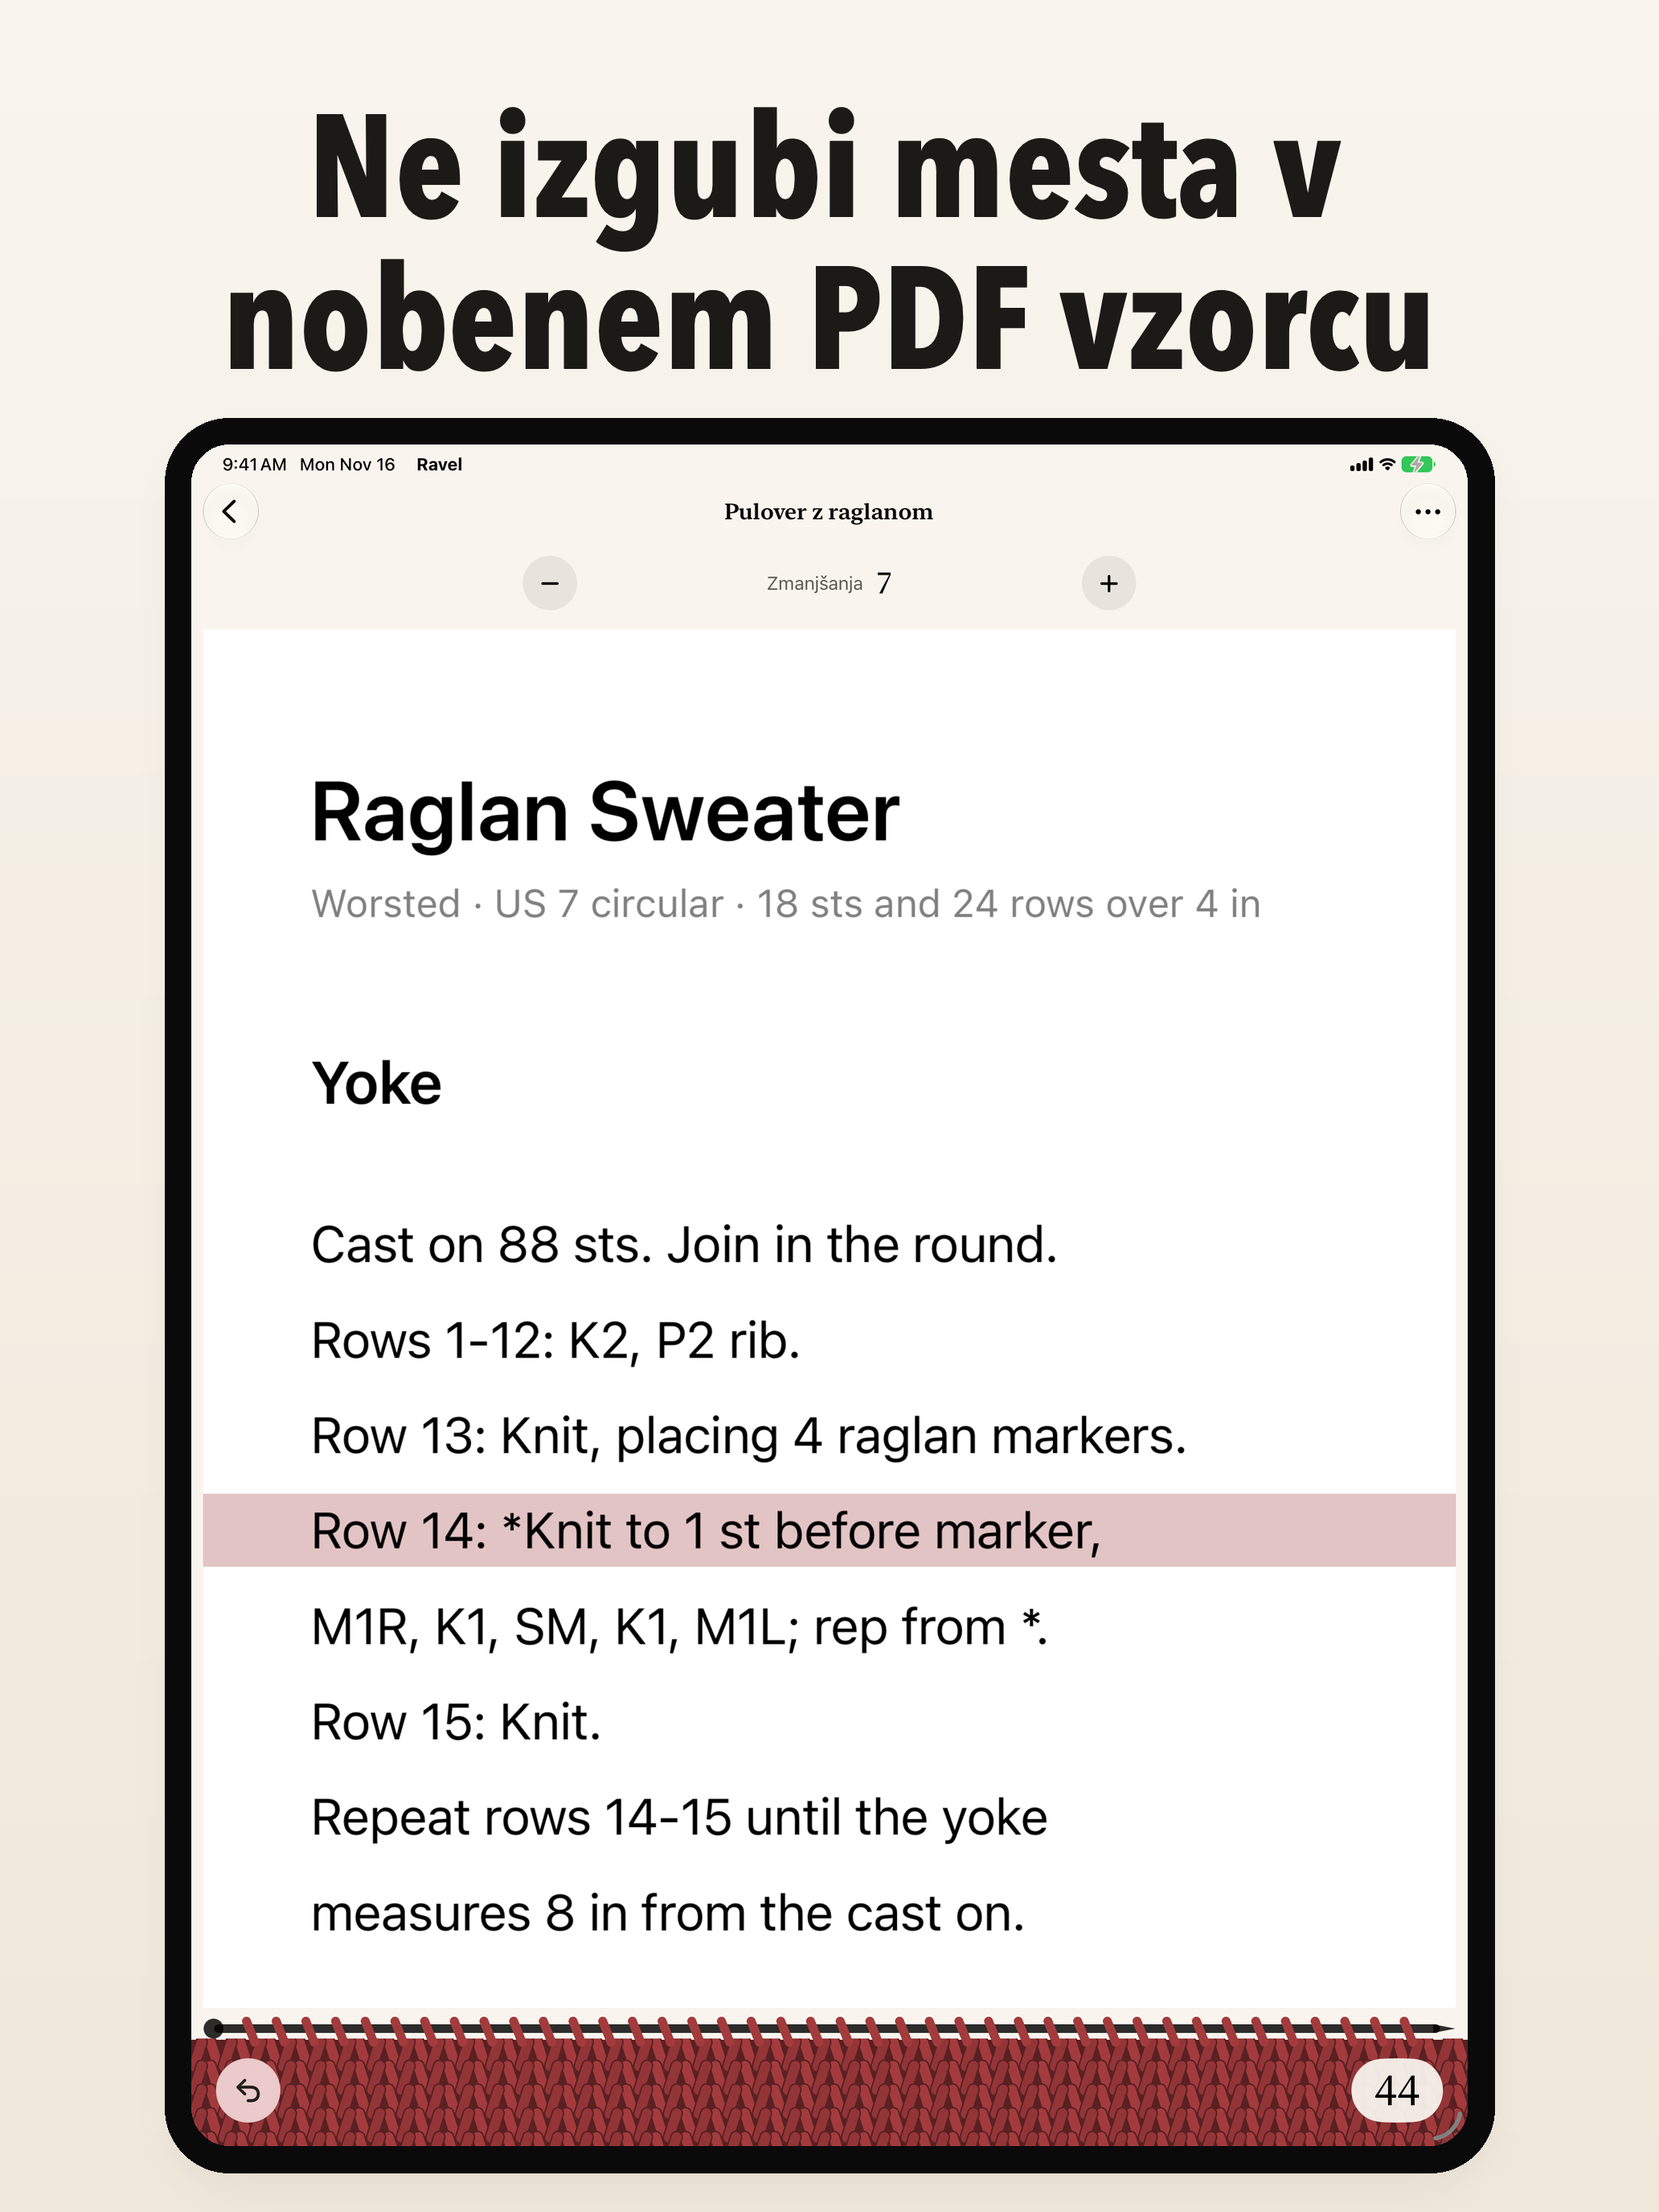 Ne izgubi mesta v
nobenem PDF vzorcu
9:41 AM Mon Nov 16 Ravel
Pulover z raglanom
Zmanjšanja 7
Raglan Sweater
Worsted · US 7 circular · 18 sts and 24 rows over 4 in
Yoke
Cast on 88 sts. Join in the round.
Rows 1-12: K2, P2 rib.
Row 13: Knit, placing 4 raglan markers.
Row 14: *Knit to 1 st before marker,
M1R, K1, SM, K1, M1L; rep from *.
Row 15: Knit.
Repeat rows 14-15 until the yoke
measures 8 in from the cast on.
44